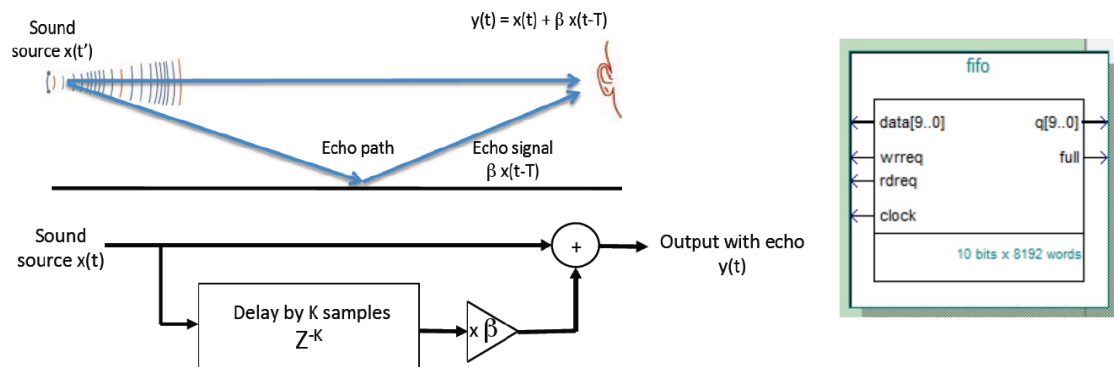 Sound
source x(t')
y(t) = x(t) + β x(t-T)
Echo path
Echo signal
β x(t-T)
Sound
source x(t)
Delay by K samples
Z-K
x β
+
Output with echo
y(t)
fifo
data[9..0]
q[9..0]
wrreq
full
rdreq
clock
10 bits x 8192 words